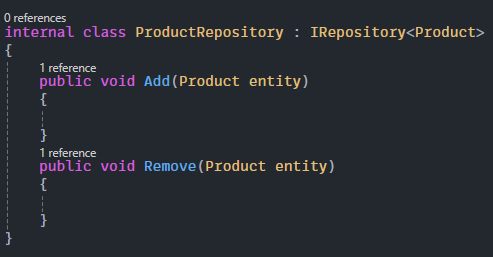 0 references
internal class ProductRepository : IRepository<Product>
{
1 reference
public void Add(Product entity)
{
}
1 reference
public void Remove(Product entity)
{
}
}